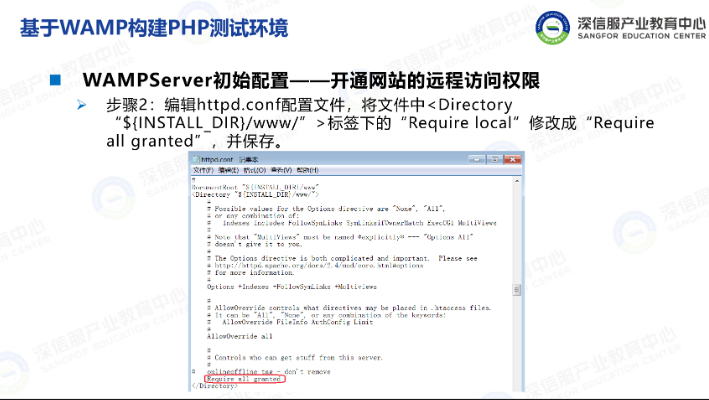 基于WAMP构建PHP测试环境
深信服产业教育中心
SANGFOR EDUCATION CENTER
WAMPServer初始配置——开通网站的远程访问权限
步骤2：编辑httpd.conf配置文件，将文件中<Directory
“${INSTALL_DIR}/www/” >标签下的“Require local”修改成“Require
all granted”，并保存。
httpd.conf - 记事本
文件(F) 编辑(E) 格式(O) 查看(V) 帮助(H)
#
DocumentRoot "${INSTALL_DIR}/www"
<Directory "${INSTALL_DIR}/www/">
#
# Possible values for the Options directive are "None", "All",
# or any combination of:
#   Indexes Includes FollowSymLinks SymLinksifOwnerMatch ExecCGI MultiViews
#
# Note that "MultiViews" must be named *explicitly* --- "Options All"
# doesn't give it to you.
#
# The Options directive is both complicated and important.  Please see
# http://httpd.apache.org/docs/2.4/mod/core.html#options
# for more information.
#
Options +Indexes +FollowSymLinks +Multiviews
#
# AllowOverride controls what directives may be placed in .htaccess files.
# It can be "All", "None", or any combination of the keywords:
#   AllowOverride FileInfo AuthConfig Limit
#
AllowOverride all
#
# Controls who can get stuff from this server.
#
#   onlineoffline tag - don't remove
Require all granted
</Directory>